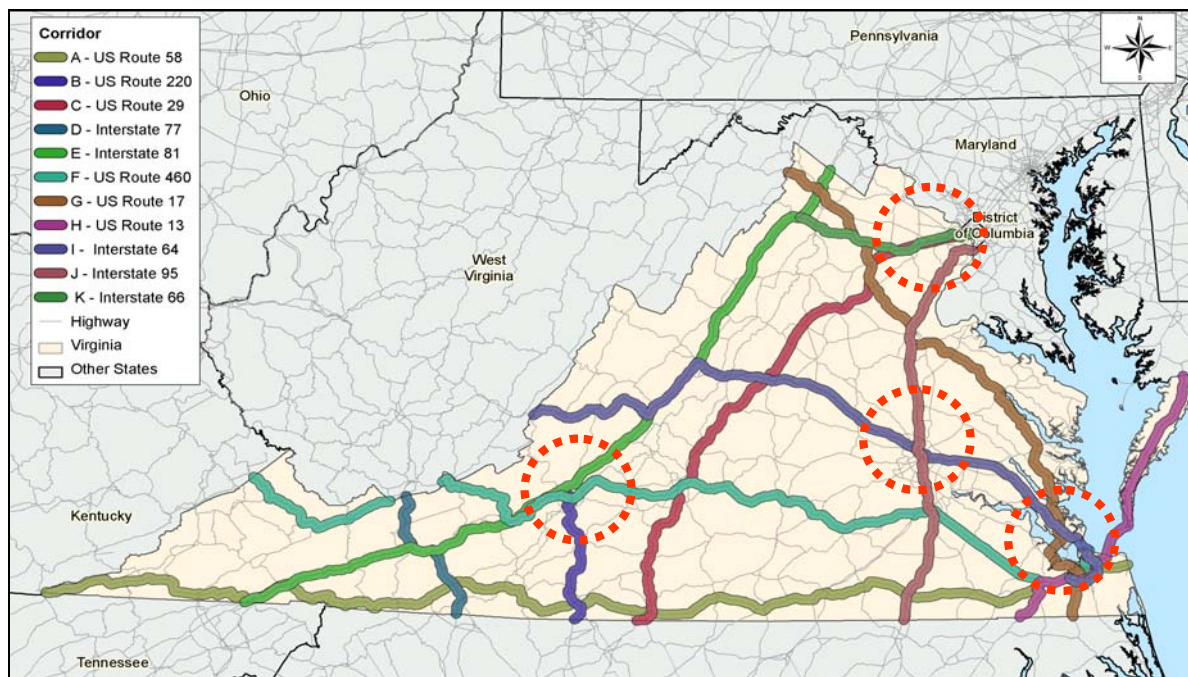 Corridor
A - US Route 58
B - US Route 220
C - US Route 29
D - Interstate 77
E - Interstate 81
F - US Route 460
G - US Route 17
H - US Route 13
I - Interstate 64
J - Interstate 95
K - Interstate 66
Highway
Virginia
Other States
Pennsylvania
N
W
E
S
Ohio
Maryland
District
of Columbia
West
Virginia
Kentucky
Tennessee